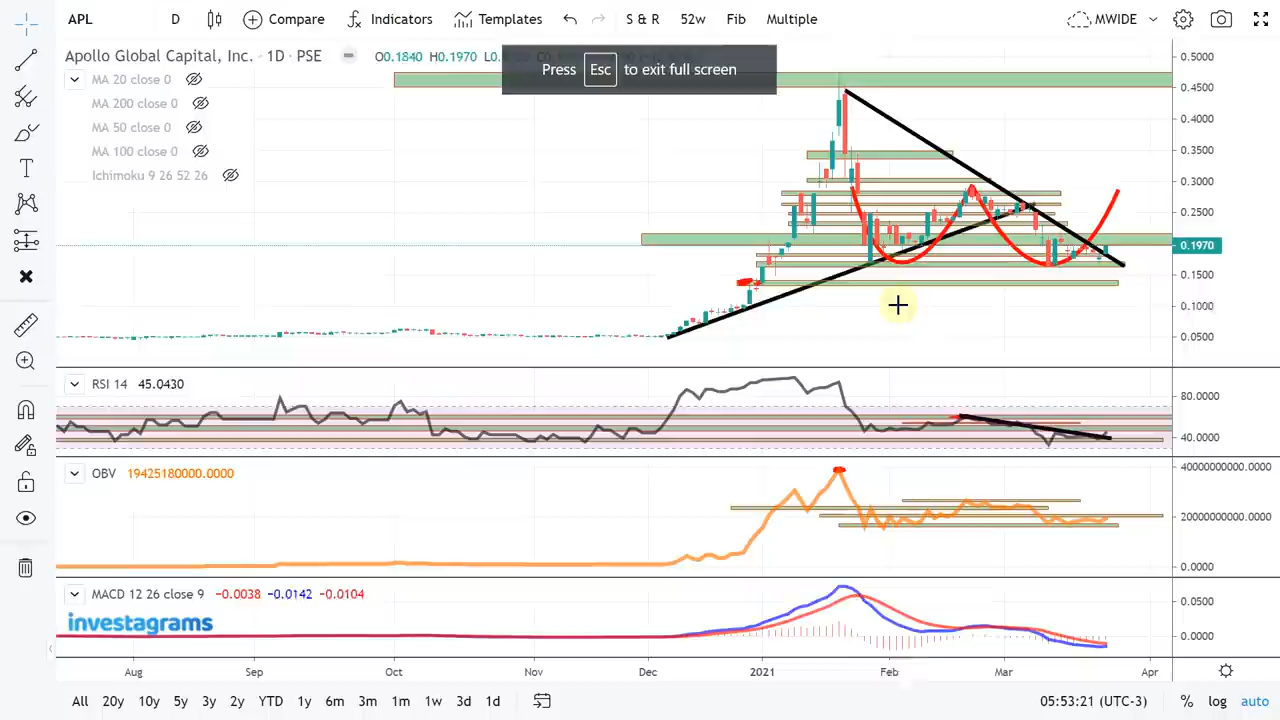 APL D Compare Indicators Templates S & R 52w Fib Multiple MWIDE
Apollo Global Capital, Inc. · 1D · PSE O0.1840 H0.1970
Press Esc to exit full screen
MA 20 close 0
MA 200 close 0
MA 50 close 0
MA 100 close 0
Ichimoku 9 26 52 26
0.5000
0.4500
0.4000
0.3500
0.3000
0.2500
0.1970
0.1500
0.1000
0.0500
RSI 14 45.0430
80.0000
40.0000
OBV 19425180000.0000
40000000000.0000
20000000000.0000
0.0000
MACD 12 26 close 9 −0.0038 −0.0142 −0.0104
0.0500
0.0000
investagrams
Aug Sep Oct Nov Dec 2021 Feb Mar Apr
All 20y 10y 5y 3y 2y YTD 1y 6m 3m 1m 1w 3d 1d 05:53:21 (UTC-3) % log auto